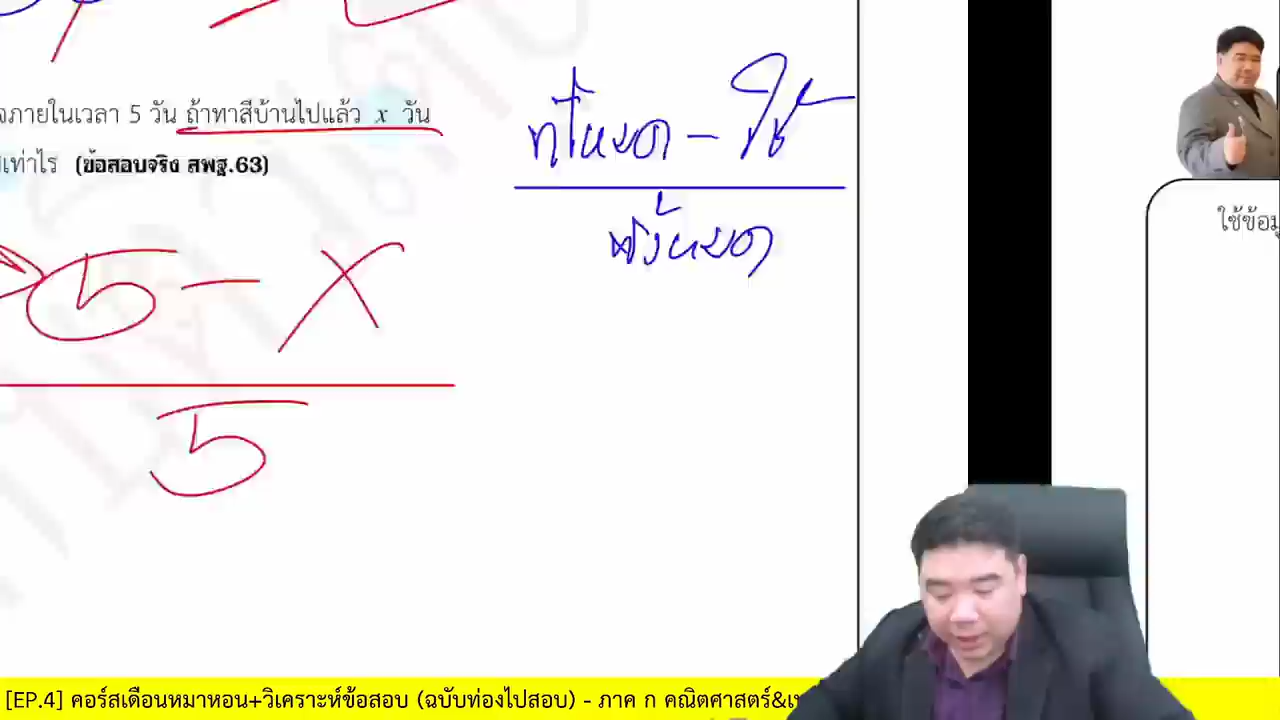 จภายในเวลา 5 วัน ถ้าทาสีบ้านไปแล้ว x วัน
เท่าไร (ข้อสอบจริง สพฐ.63)
ที่หมด - ใช้
ทั้งหมด
5 - x
5
ใช้ข้อมู
[EP.4] คอร์สเดือนหมาหอน+วิเคราะห์ข้อสอบ (ฉบับท่องไปสอบ) - ภาค ก คณิตศาสตร์&เ